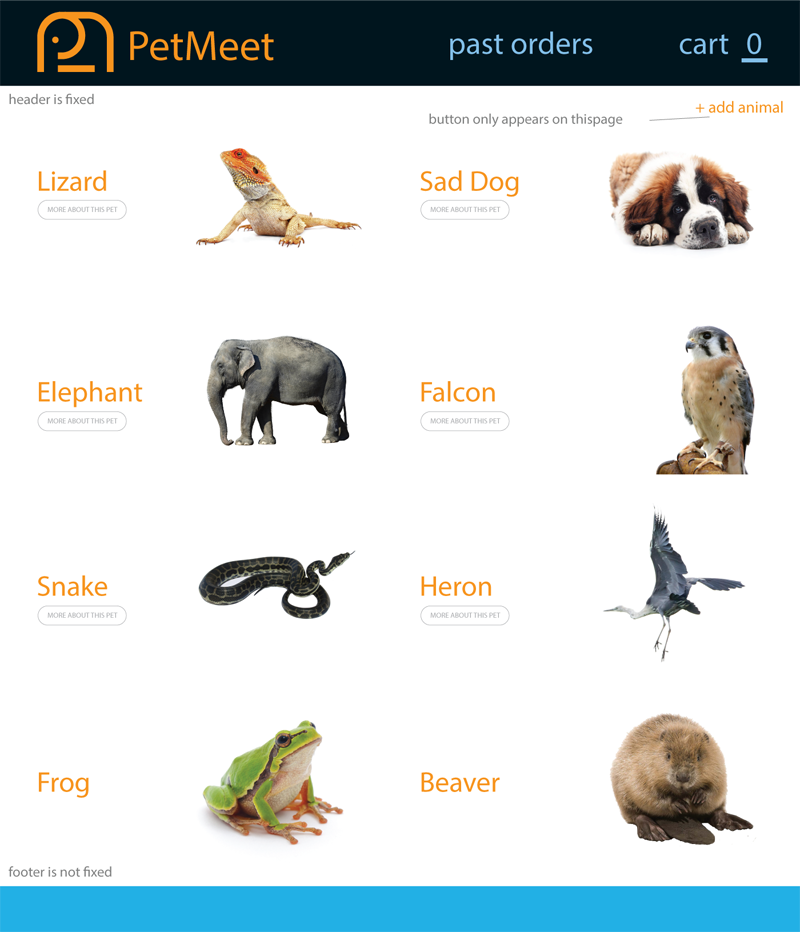 PetMeet
past orders
cart 0
header is fixed
+ add animal
button only appears on thispage
Lizard
MORE ABOUT THIS PET
Sad Dog
MORE ABOUT THIS PET
Elephant
MORE ABOUT THIS PET
Falcon
MORE ABOUT THIS PET
Snake
MORE ABOUT THIS PET
Heron
MORE ABOUT THIS PET
Frog
Beaver
footer is not fixed